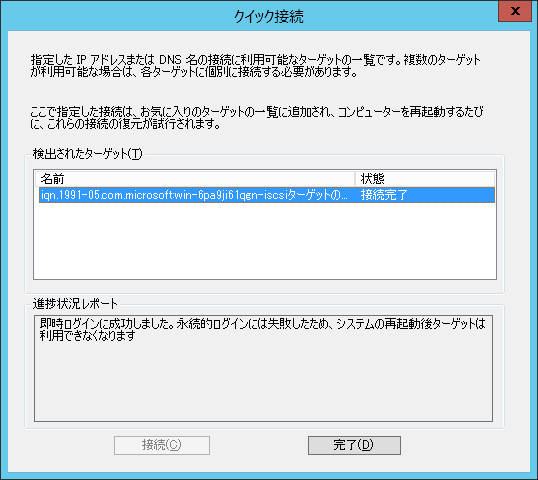 クイック接続
指定した IP アドレスまたは DNS 名の接続に利用可能なターゲットの一覧です。複数のターゲット
が利用可能な場合は、各ターゲットに個別に接続する必要があります。
ここで指定した接続は、お気に入りのターゲットの一覧に追加され、コンピューターを再起動するたび
に、これらの接続の復元が試行されます。
検出されたターゲット(T)
名前 状態
iqn.1991-05.com.microsoft:win-6pa9ji61qgn-iscsiターゲットの... 接続完了
進捗状況レポート
即時ログインに成功しました。永続的ログインには失敗したため、システムの再起動後ターゲットは
利用できなくなります
接続(C) 完了(D)